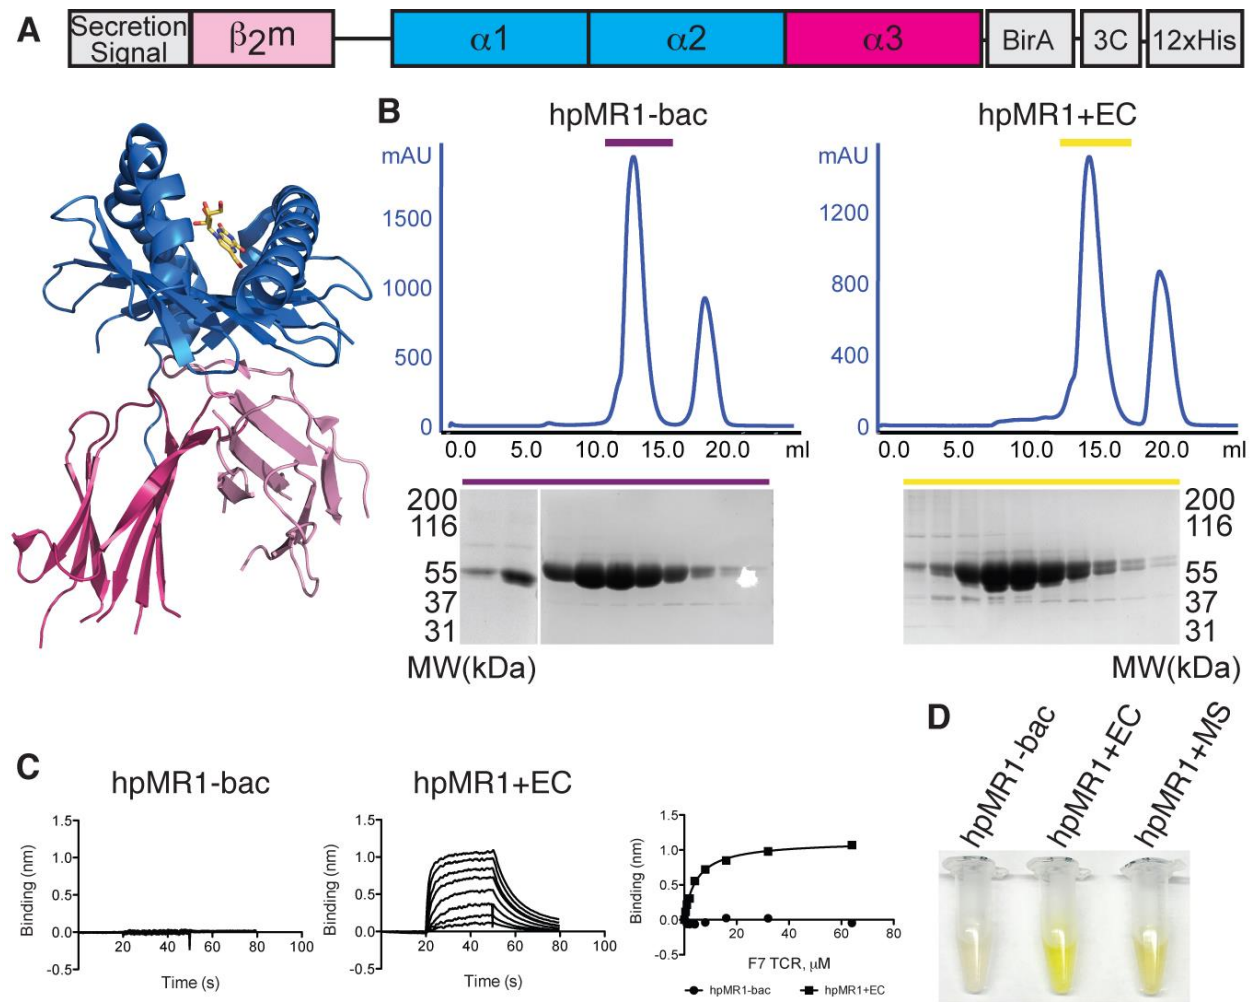 A
Secretion
Signal
β2m
α1
α2
α3
BirA
3C
12xHis
B
hpMR1-bac
mAU
1500
1000
500
0
0.0 5.0 10.0 15.0 20.0 ml
hpMR1+EC
mAU
1200
800
400
0
0.0 5.0 10.0 15.0 20.0 ml
200
116
55
37
31
MW(kDa)
200
116
55
37
31
MW(kDa)
C
hpMR1-bac
Binding (nm)
1.5
1.0
0.5
0.0
-0.5
20 40 60 80 100
Time (s)
hpMR1+EC
Binding (nm)
1.5
1.0
0.5
0.0
-0.5
20 40 60 80 100
Time (s)
Binding (nm)
1.5
1.0
0.5
0.0
-0.5
20 40 60 80
F7 TCR, μM
hpMR1-bac hpMR1+EC
D
hpMR1-bac
hpMR1+EC
hpMR1+MS